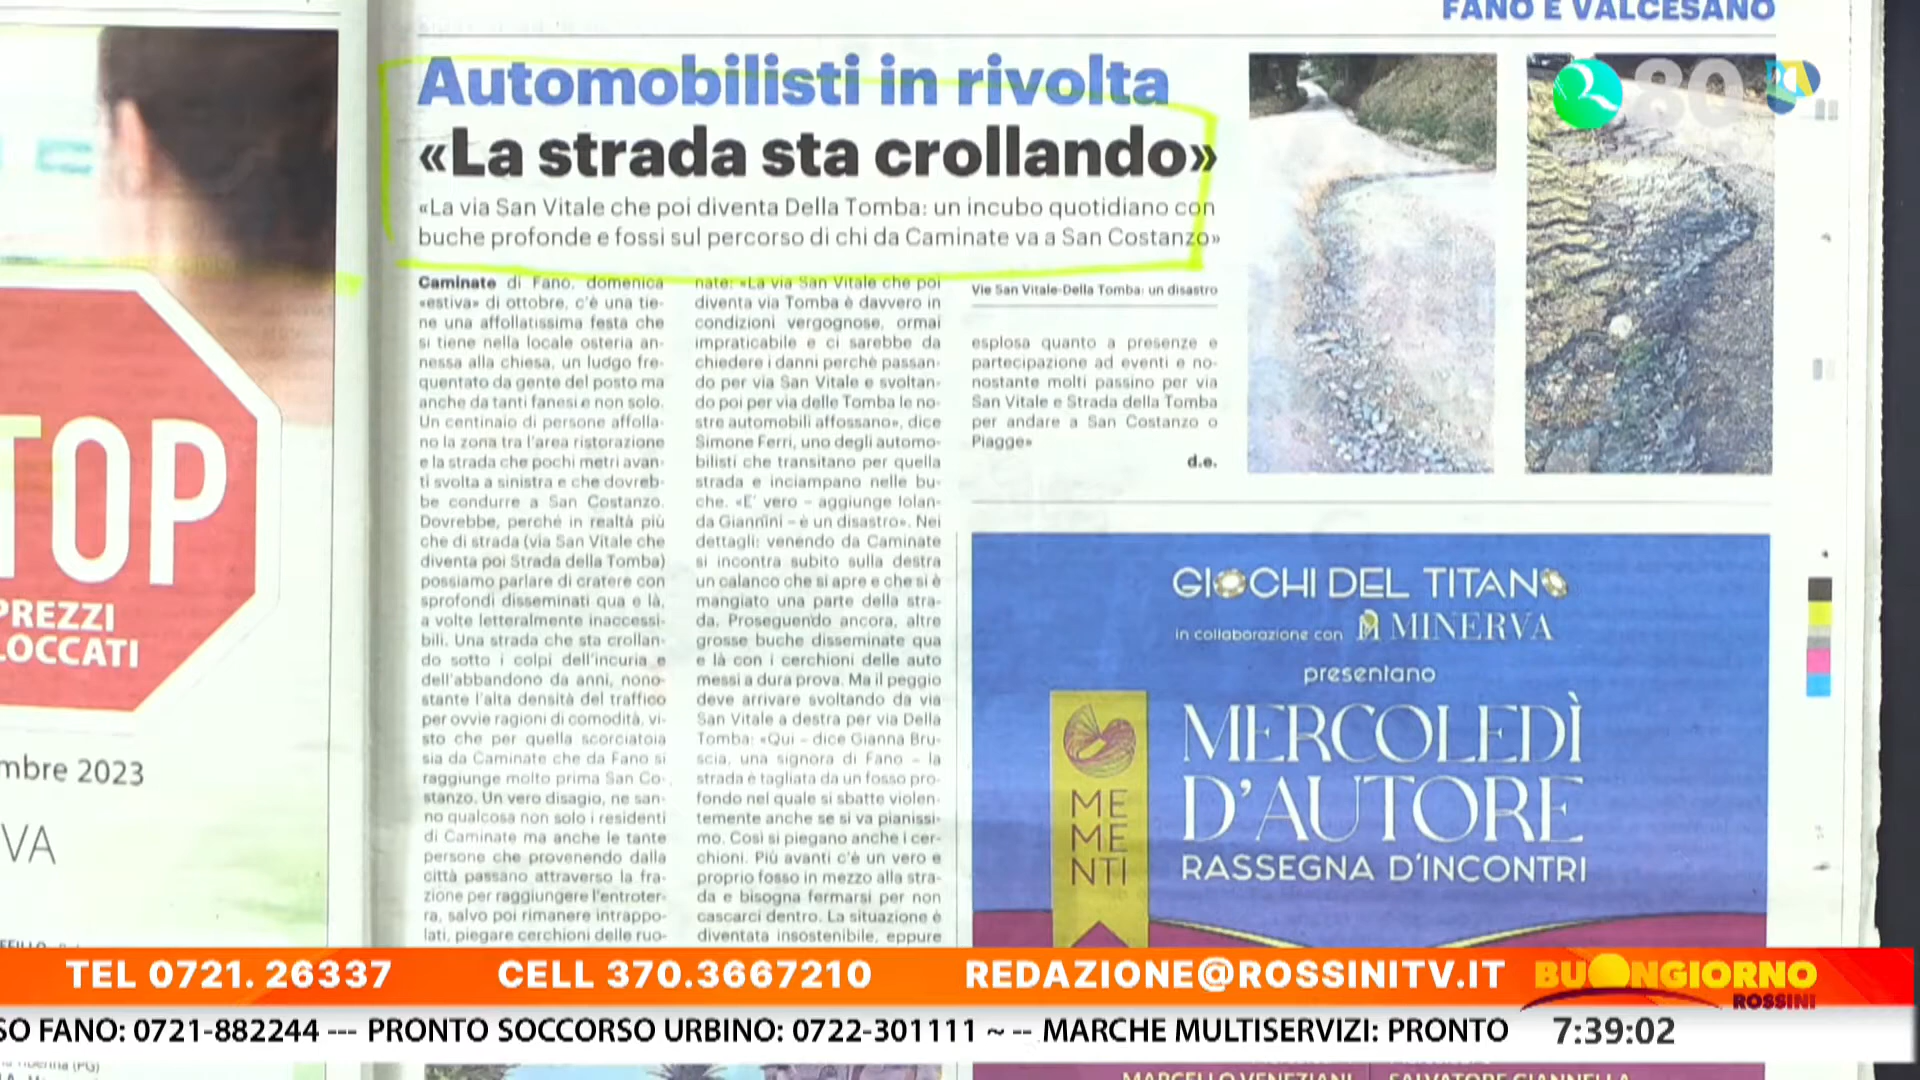 FANO E VALCESANO
Automobilisti in rivolta
«La strada sta crollando»
«La via San Vitale che poi diventa Della Tomba: un incubo quotidiano con
buche profonde e fossi sul percorso di chi da Caminate va a San Costanzo»
Caminate di Fano, domenica
«estiva» di ottobre, c'è una tie-
ne una affollatissima festa che
si tiene nella locale osteria an-
nessa alla chiesa, un luogo fre-
quentato da gente del posto ma
anche da tanti fanesi e non solo.
Un centinaio di persone affolla-
no la zona tra l'area ristorazione
e la strada che pochi metri avan-
ti svolta a sinistra e che dovreb-
be condurre a San Costanzo.
Dovrebbe, perché in realtà più
che di strada (via San Vitale che
diventa poi Strada della Tomba)
possiamo parlare di cratere con
sprofondi disseminati qua e là,
a volte letteralmente inaccessi-
bili. Una strada che sta crollan-
do sotto i colpi dell'incuria e
dell'abbandono da anni, nono-
stante l'alta densità del traffico
per ovvie ragioni di comodità, vi-
sto che per quella scorciatoia
sia da Caminate che da Fano si
raggiunge molto prima San Co-
stanzo. Un vero disagio, ne san-
no qualcosa non solo i residenti
di Caminate ma anche le tante
persone che provenendo dalla
città passano attraverso la fra-
zione per raggiungere l'entroter-
ra, salvo poi rimanere intrappo-
lati, piegare cerchioni delle ruo-
nate: «La via San Vitale che poi
diventa via Tomba è davvero in
condizioni vergognose, ormai
impraticabile e ci sarebbe da
chiedere i danni perché passan-
do per via San Vitale e svoltan-
do poi per via delle Tomba le no-
stre automobili affossano», dice
Simone Ferri, uno degli automo-
bilisti che transitano per quella
strada e inciampano nelle bu-
che. «E' vero – aggiunge Iolan-
da Giannini – è un disastro». Nei
dettagli: venendo da Caminate
si incontra subito sulla destra
un calanco che si apre e che si è
mangiato una parte della stra-
da. Proseguendo ancora, altre
grosse buche disseminate qua
e là con i cerchioni delle auto
messi a dura prova. Ma il peggio
deve arrivare svoltando da via
San Vitale a destra per via Della
Tomba: «Qui – dice Gianna Bru-
scia, una signora di Fano – la
strada è tagliata da un fosso pro-
fondo nel quale si sbatte violen-
temente anche se si va pianissi-
mo. Così si piegano anche i cer-
chioni. Più avanti c'è un vero e
proprio fosso in mezzo alla stra-
da e bisogna fermarsi per non
cascarci dentro. La situazione è
diventata insostenibile, eppure
Vie San Vitale-Della Tomba: un disastro
esplosa quanto a presenze e
partecipazione ad eventi e no-
nostante molti passino per via
San Vitale e Strada della Tomba
per andare a San Costanzo o
Piagge»
d.e.
80
TOP
PREZZI
LOCCATI
mbre 2023
VA
GIOCHI DEL TITANO
in collaborazione con MINERVA
presentano
ME
ME
NTI
MERCOLEDÌ
D'AUTORE
RASSEGNA D'INCONTRI
TEL 0721. 26337 CELL 370.3667210 REDAZIONE@ROSSINITV.IT
BUONGIORNO
ROSSINI
SO FANO: 0721-882244 --- PRONTO SOCCORSO URBINO: 0722-301111 ~ -- MARCHE MULTISERVIZI: PRONTO
7:39:02
MARCELLO VENEZIANI SALVATORE GIANNELLA